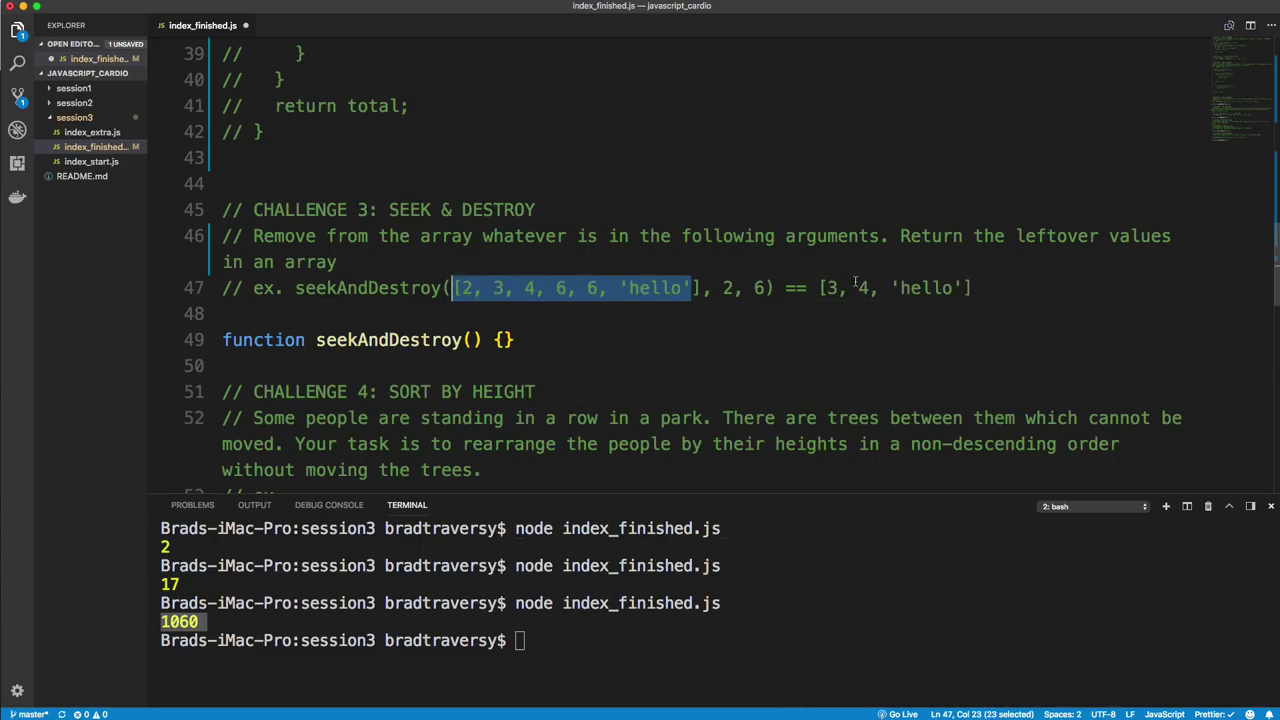 index_finished.js — javascript_cardio
EXPLORER
index_finished.js
OPEN EDITO... 1 UNSAVED
index_finishe... M
JAVASCRIPT_CARDIO
session1
session2
session3
JS index_extra.js
JS index_finished... M
JS index_start.js
README.md
1
1
39 // }
40 // }
41 // return total;
42 // }
43
44
45 // CHALLENGE 3: SEEK & DESTROY
46 // Remove from the array whatever is in the following arguments. Return the leftover values
in an array
47 // ex. seekAndDestroy([2, 3, 4, 6, 6, 'hello'], 2, 6) == [3, 4, 'hello']
48
49 function seekAndDestroy() {}
50
51 // CHALLENGE 4: SORT BY HEIGHT
52 // Some people are standing in a row in a park. There are trees between them which cannot be
moved. Your task is to rearrange the people by their heights in a non-descending order
without moving the trees.
PROBLEMS OUTPUT DEBUG CONSOLE TERMINAL 2: bash
Brads-iMac-Pro:session3 bradtraversy$ node index_finished.js
2
Brads-iMac-Pro:session3 bradtraversy$ node index_finished.js
17
Brads-iMac-Pro:session3 bradtraversy$ node index_finished.js
1060
Brads-iMac-Pro:session3 bradtraversy$
master* 0 0 Go Live Ln 47, Col 23 (23 selected) Spaces: 2 UTF-8 LF JavaScript Prettier: ✓